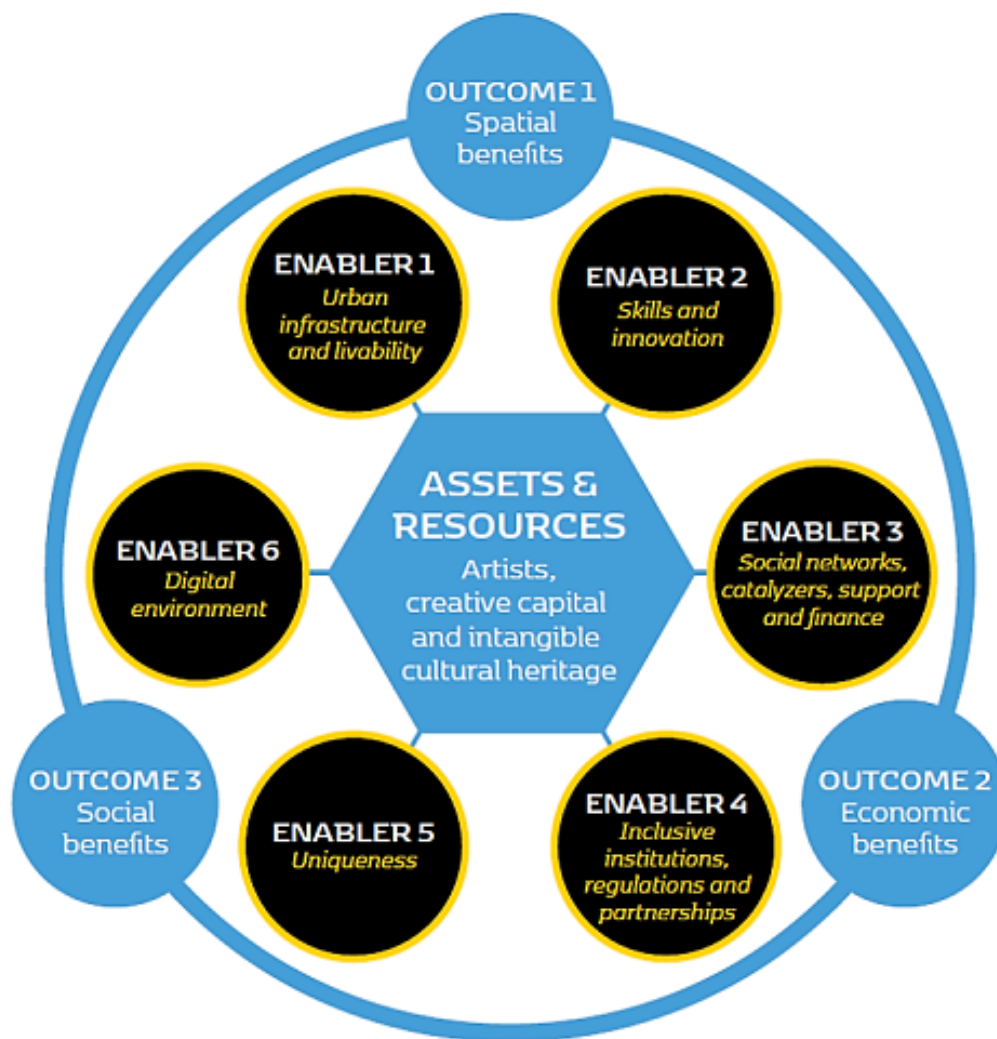 OUTCOME 1
Spatial
benefits
ENABLER 1
Urban
infrastructure
and livability
ENABLER 2
Skills and
innovation
ASSETS &
RESOURCES
Artists,
creative capital
and intangible
cultural heritage
ENABLER 3
Social networks,
catalyzers, support
and finance
ENABLER 6
Digital
environment
OUTCOME 3
Social
benefits
ENABLER 5
Uniqueness
ENABLER 4
Inclusive
institutions,
regulations and
partnerships
OUTCOME 2
Economic
benefits